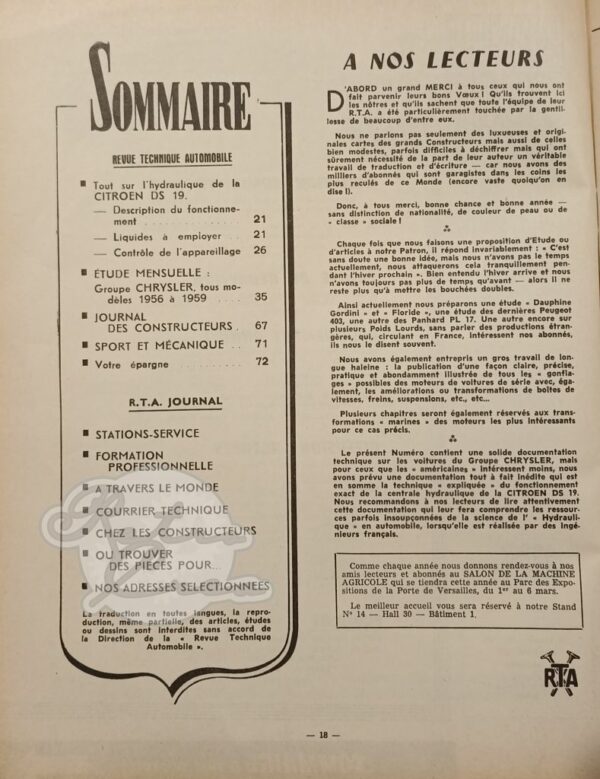 SOMMAIRE
REVUE TECHNIQUE AUTOMOBILE
■ Tout sur l'hydraulique de la
CITROEN DS 19.
— Description du fonctionne-
ment . . . . . 21
— Liquides à employer . . 21
— Contrôle de l'appareillage 26
■ ÉTUDE MENSUELLE :
Groupe CHRYSLER, tous mo-
dèles 1956 à 1959 . . . 35
■ JOURNAL
DES CONSTRUCTEURS . 67
■ SPORT ET MÉCANIQUE . . 71
■ Votre épargne . . . . . 72
R.T.A. JOURNAL
■ STATIONS-SERVICE
■ FORMATION
PROFESSIONNELLE
■ A TRAVERS LE MONDE
■ COURRIER TECHNIQUE
■ CHEZ LES CONSTRUCTEURS
■ OU TROUVER
DES PIÈCES POUR...
■ NOS ADRESSES SELECTIONNEES
La traduction en toutes langues, la repro-
duction, même partielle, des articles, études
ou dessins sont interdites sans accord de
la Direction de la « Revue Technique
Automobile ».
A NOS LECTEURS
D'ABORD un grand MERCI à tous ceux qui nous ont
fait parvenir leurs bons Vœux ! Qu'ils trouvent ici
les nôtres et qu'ils sachent que toute l'équipe de leur
R.T.A. a été particulièrement touchée par la gentil-
lesse de beaucoup d'entre eux.
Nous ne parlons pas seulement des luxueuses et origi-
nales cartes des grands Constructeurs mais aussi de celles
bien modestes, parfois difficiles à déchiffrer mais qui ont
sûrement nécessité de la part de leur auteur un véritable
travail de traduction et d'écriture — car nous avons des
milliers d'abonnés qui sont garagistes dans les coins les
plus reculés de ce Monde (encore vaste quoiqu'on en
dise !).
Donc, à tous merci, bonne chance et bonne année —
sans distinction de nationalité, de couleur de peau ou de
« classe » sociale !
Chaque fois que nous faisons une proposition d'Etude ou
d'articles à notre Patron, il répond invariablement : « C'est
sans doute une bonne idée, mais nous n'avons pas le temps
actuellement, nous attaquerons cela tranquillement pen-
dant l'hiver prochain ». Bien entendu l'hiver arrive et nous
n'avons toujours pas plus de temps qu'avant — alors il ne
reste plus qu'à mettre les bouchées doubles.
Ainsi actuellement nous préparons une étude « Dauphine
Gordini » et « Floride », une étude des dernières Peugeot
403, une autre des Panhard PL 17. Une autre encore sur
plusieurs Poids Lourds, sans parler des productions étran-
gères, qui, circulant en France, intéressent nos abonnés,
ils nous le disent souvent.
Nous avons également entrepris un gros travail de lon-
gue haleine : la publication d'une façon claire, précise,
pratique et abondamment illustrée de tous les « gonfla-
ges » possibles des moteurs de voitures de série avec, éga-
lement, les améliorations ou transformations de boîtes de
vitesses, freins, suspensions, etc., etc...
Plusieurs chapitres seront également réservés aux trans-
formations « marines » des moteurs les plus intéressants
pour ce cas précis.
Le présent Numéro contient une solide documentation
technique sur les voitures du Groupe CHRYSLER, mais
pour ceux que les « américaines » intéressent moins, nous
avons prévu une documentation tout à fait inédite qui est
en somme la technique « expliquée » du fonctionnement
exact de la centrale hydraulique de la CITROEN DS 19.
Nous recommandons à nos lecteurs de lire attentivement
cette documentation qui leur fera comprendre les ressour-
ces parfois insoupçonnées de la science de l' « Hydrauli-
que » en automobile, lorsqu'elle est réalisée par des Ingé-
nieurs français.
Comme chaque année nous donnons rendez-vous à nos
amis lecteurs et abonnés au SALON DE LA MACHINE
AGRICOLE qui se tiendra cette année au Parc des Expo-
sitions de la Porte de Versailles, du 1er au 6 mars.
Le meilleur accueil vous sera réservé à notre Stand
N° 14 — Hall 30 — Bâtiment 1.
RTA
— 18 —